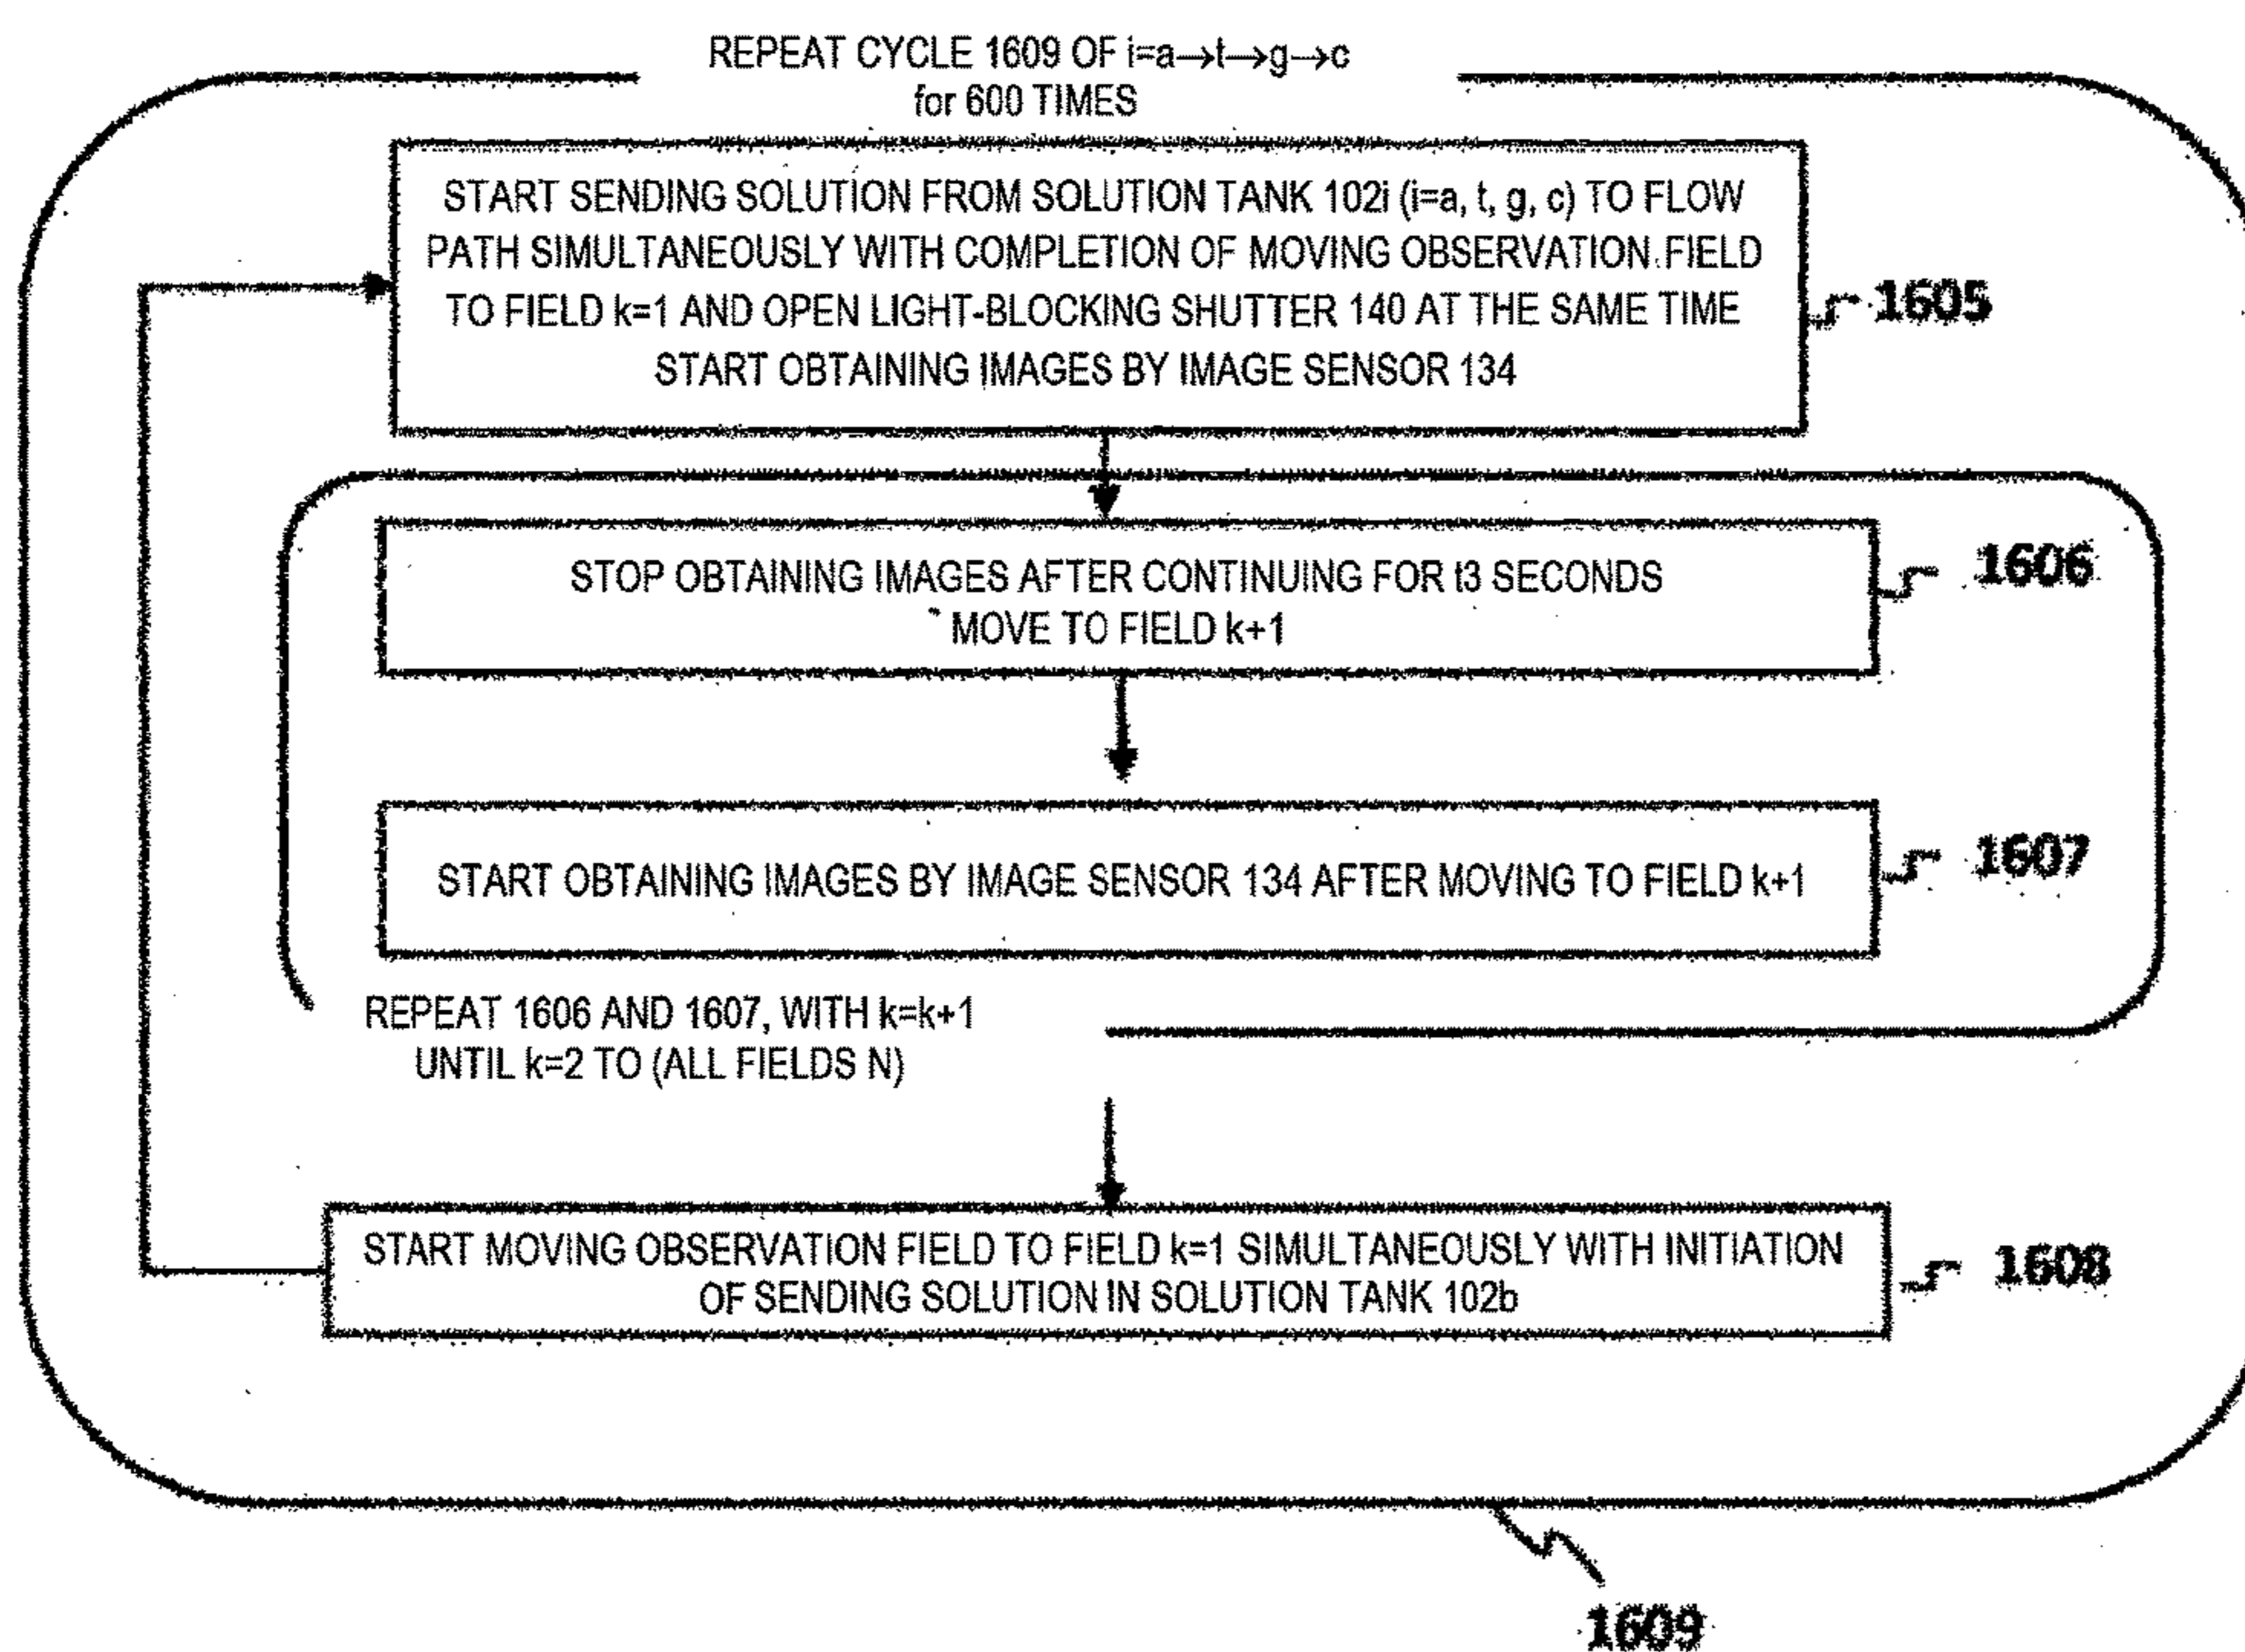 REPEAT CYCLE 1609 OF i=a→t→g→c
for 600 TIMES
START SENDING SOLUTION FROM SOLUTION TANK 102i (i=a, t, g, c) TO FLOW
PATH SIMULTANEOUSLY WITH COMPLETION OF MOVING OBSERVATION FIELD
TO FIELD k=1 AND OPEN LIGHT-BLOCKING SHUTTER 140 AT THE SAME TIME
START OBTAINING IMAGES BY IMAGE SENSOR 134
1605
STOP OBTAINING IMAGES AFTER CONTINUING FOR t3 SECONDS
MOVE TO FIELD k+1
1606
START OBTAINING IMAGES BY IMAGE SENSOR 134 AFTER MOVING TO FIELD k+1
1607
REPEAT 1606 AND 1607, WITH k=k+1
UNTIL k=2 TO (ALL FIELDS N)
START MOVING OBSERVATION FIELD TO FIELD k=1 SIMULTANEOUSLY WITH INITIATION
OF SENDING SOLUTION IN SOLUTION TANK 102b
1608
1609